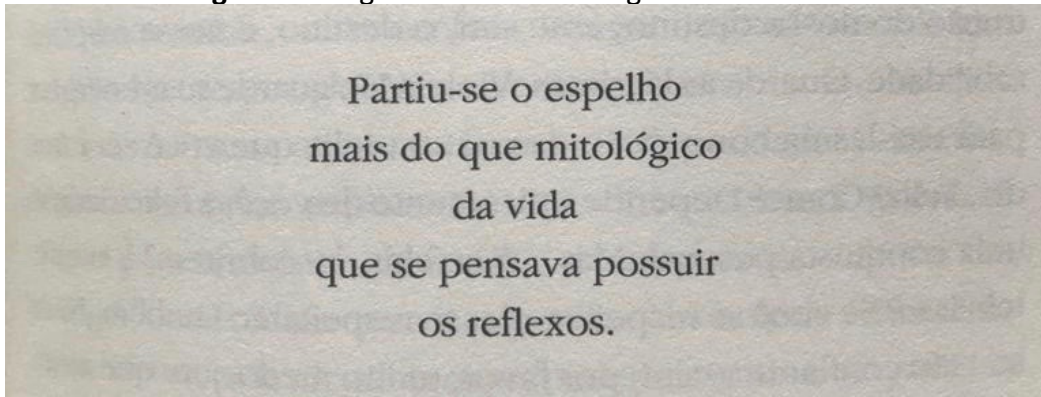 Partiu-se o espelho
mais do que mitológico
da vida
que se pensava possuir
os reflexos.